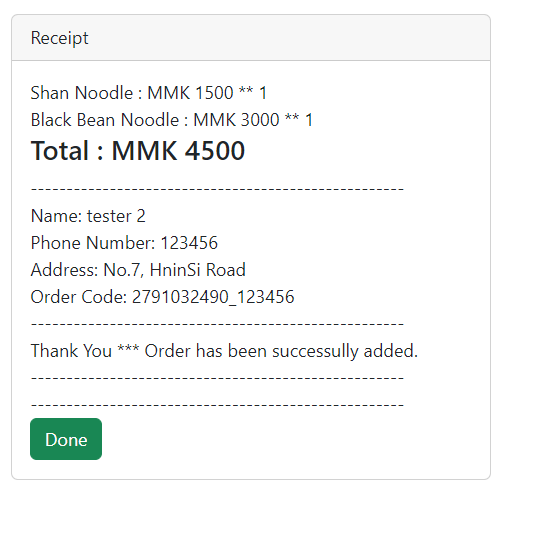 Receipt
Shan Noodle : MMK 1500 ** 1
Black Bean Noodle : MMK 3000 ** 1
Total : MMK 4500
----------------------------------------------------
Name: tester 2
Phone Number: 123456
Address: No.7, HninSi Road
Order Code: 2791032490_123456
----------------------------------------------------
Thank You *** Order has been successully added.
----------------------------------------------------
----------------------------------------------------
Done